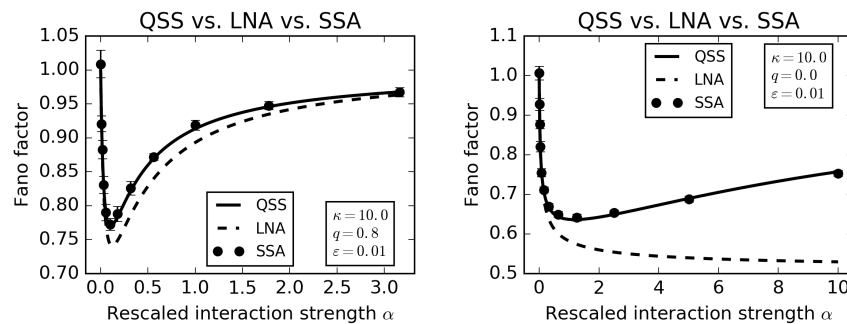 QSS vs. LNA vs. SSA
1.05
1.00
0.95
0.90
0.85
0.80
0.75
0.70
Fano factor
QSS
LNA
SSA
κ=10.0
q=0.8
ε=0.01
0.0 0.5 1.0 1.5 2.0 2.5 3.0
Rescaled interaction strength α
QSS vs. LNA vs. SSA
1.1
1.0
0.9
0.8
0.7
0.6
0.5
Fano factor
QSS
LNA
SSA
κ=10.0
q=0.0
ε=0.01
0 2 4 6 8 10
Rescaled interaction strength α